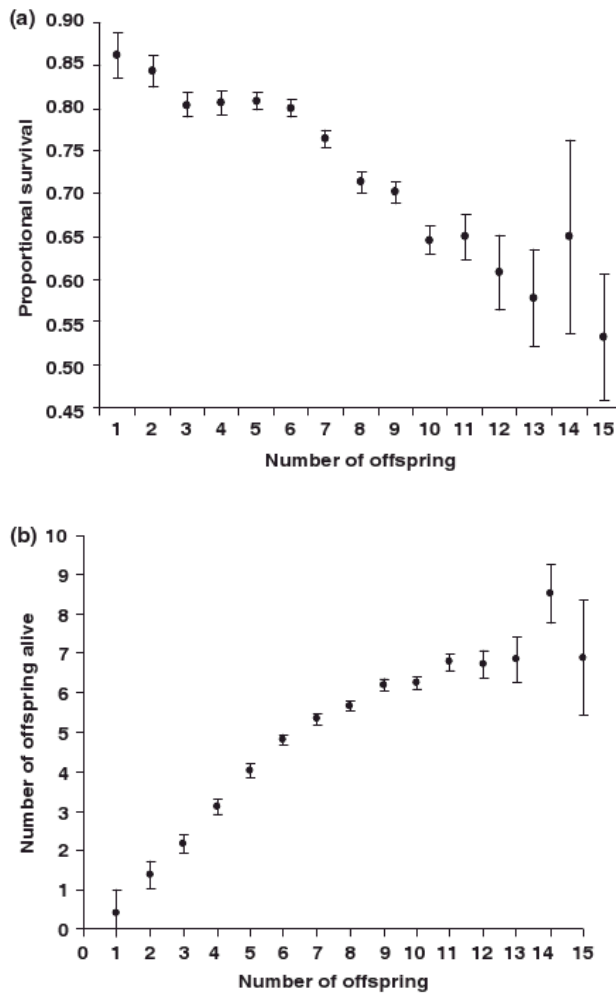 (a)
0.90
0.85
0.80
0.75
0.70
0.65
0.60
0.55
0.50
0.45
Proportional survival
1 2 3 4 5 6 7 8 9 10 11 12 13 14 15
Number of offspring
(b)
10
9
8
7
6
5
4
3
2
1
0
Number of offspring alive
0 1 2 3 4 5 6 7 8 9 10 11 12 13 14 15
Number of offspring